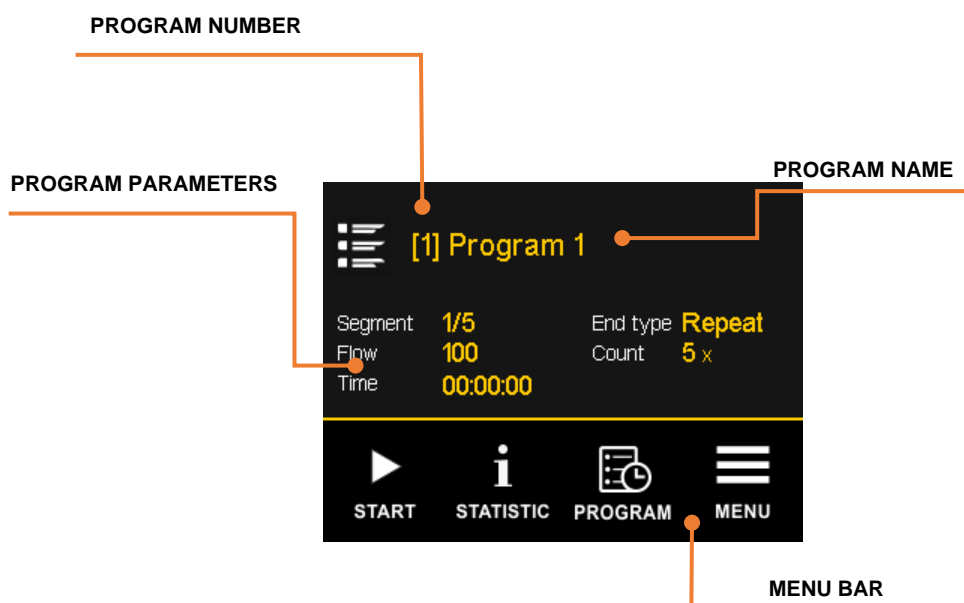 PROGRAM NUMBER
PROGRAM PARAMETERS
PROGRAM NAME
[1] Program 1
Segment 1/5 End type Repeat
Flow 100 Count 5 x
Time 00:00:00
START STATISTIC PROGRAM MENU
MENU BAR